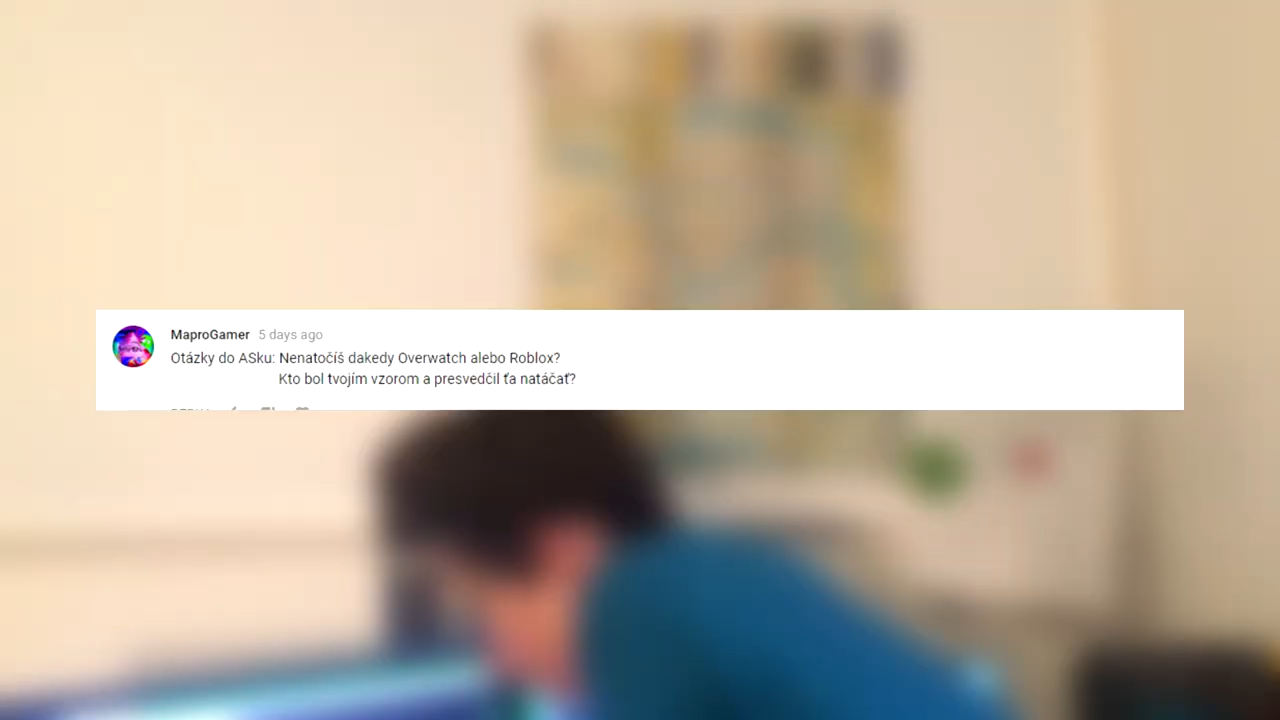 MaproGamer 5 days ago
Otázky do ASku: Nenatočíš dakedy Overwatch alebo Roblox?
Kto bol tvojím vzorom a presvedčil ťa natáčať?